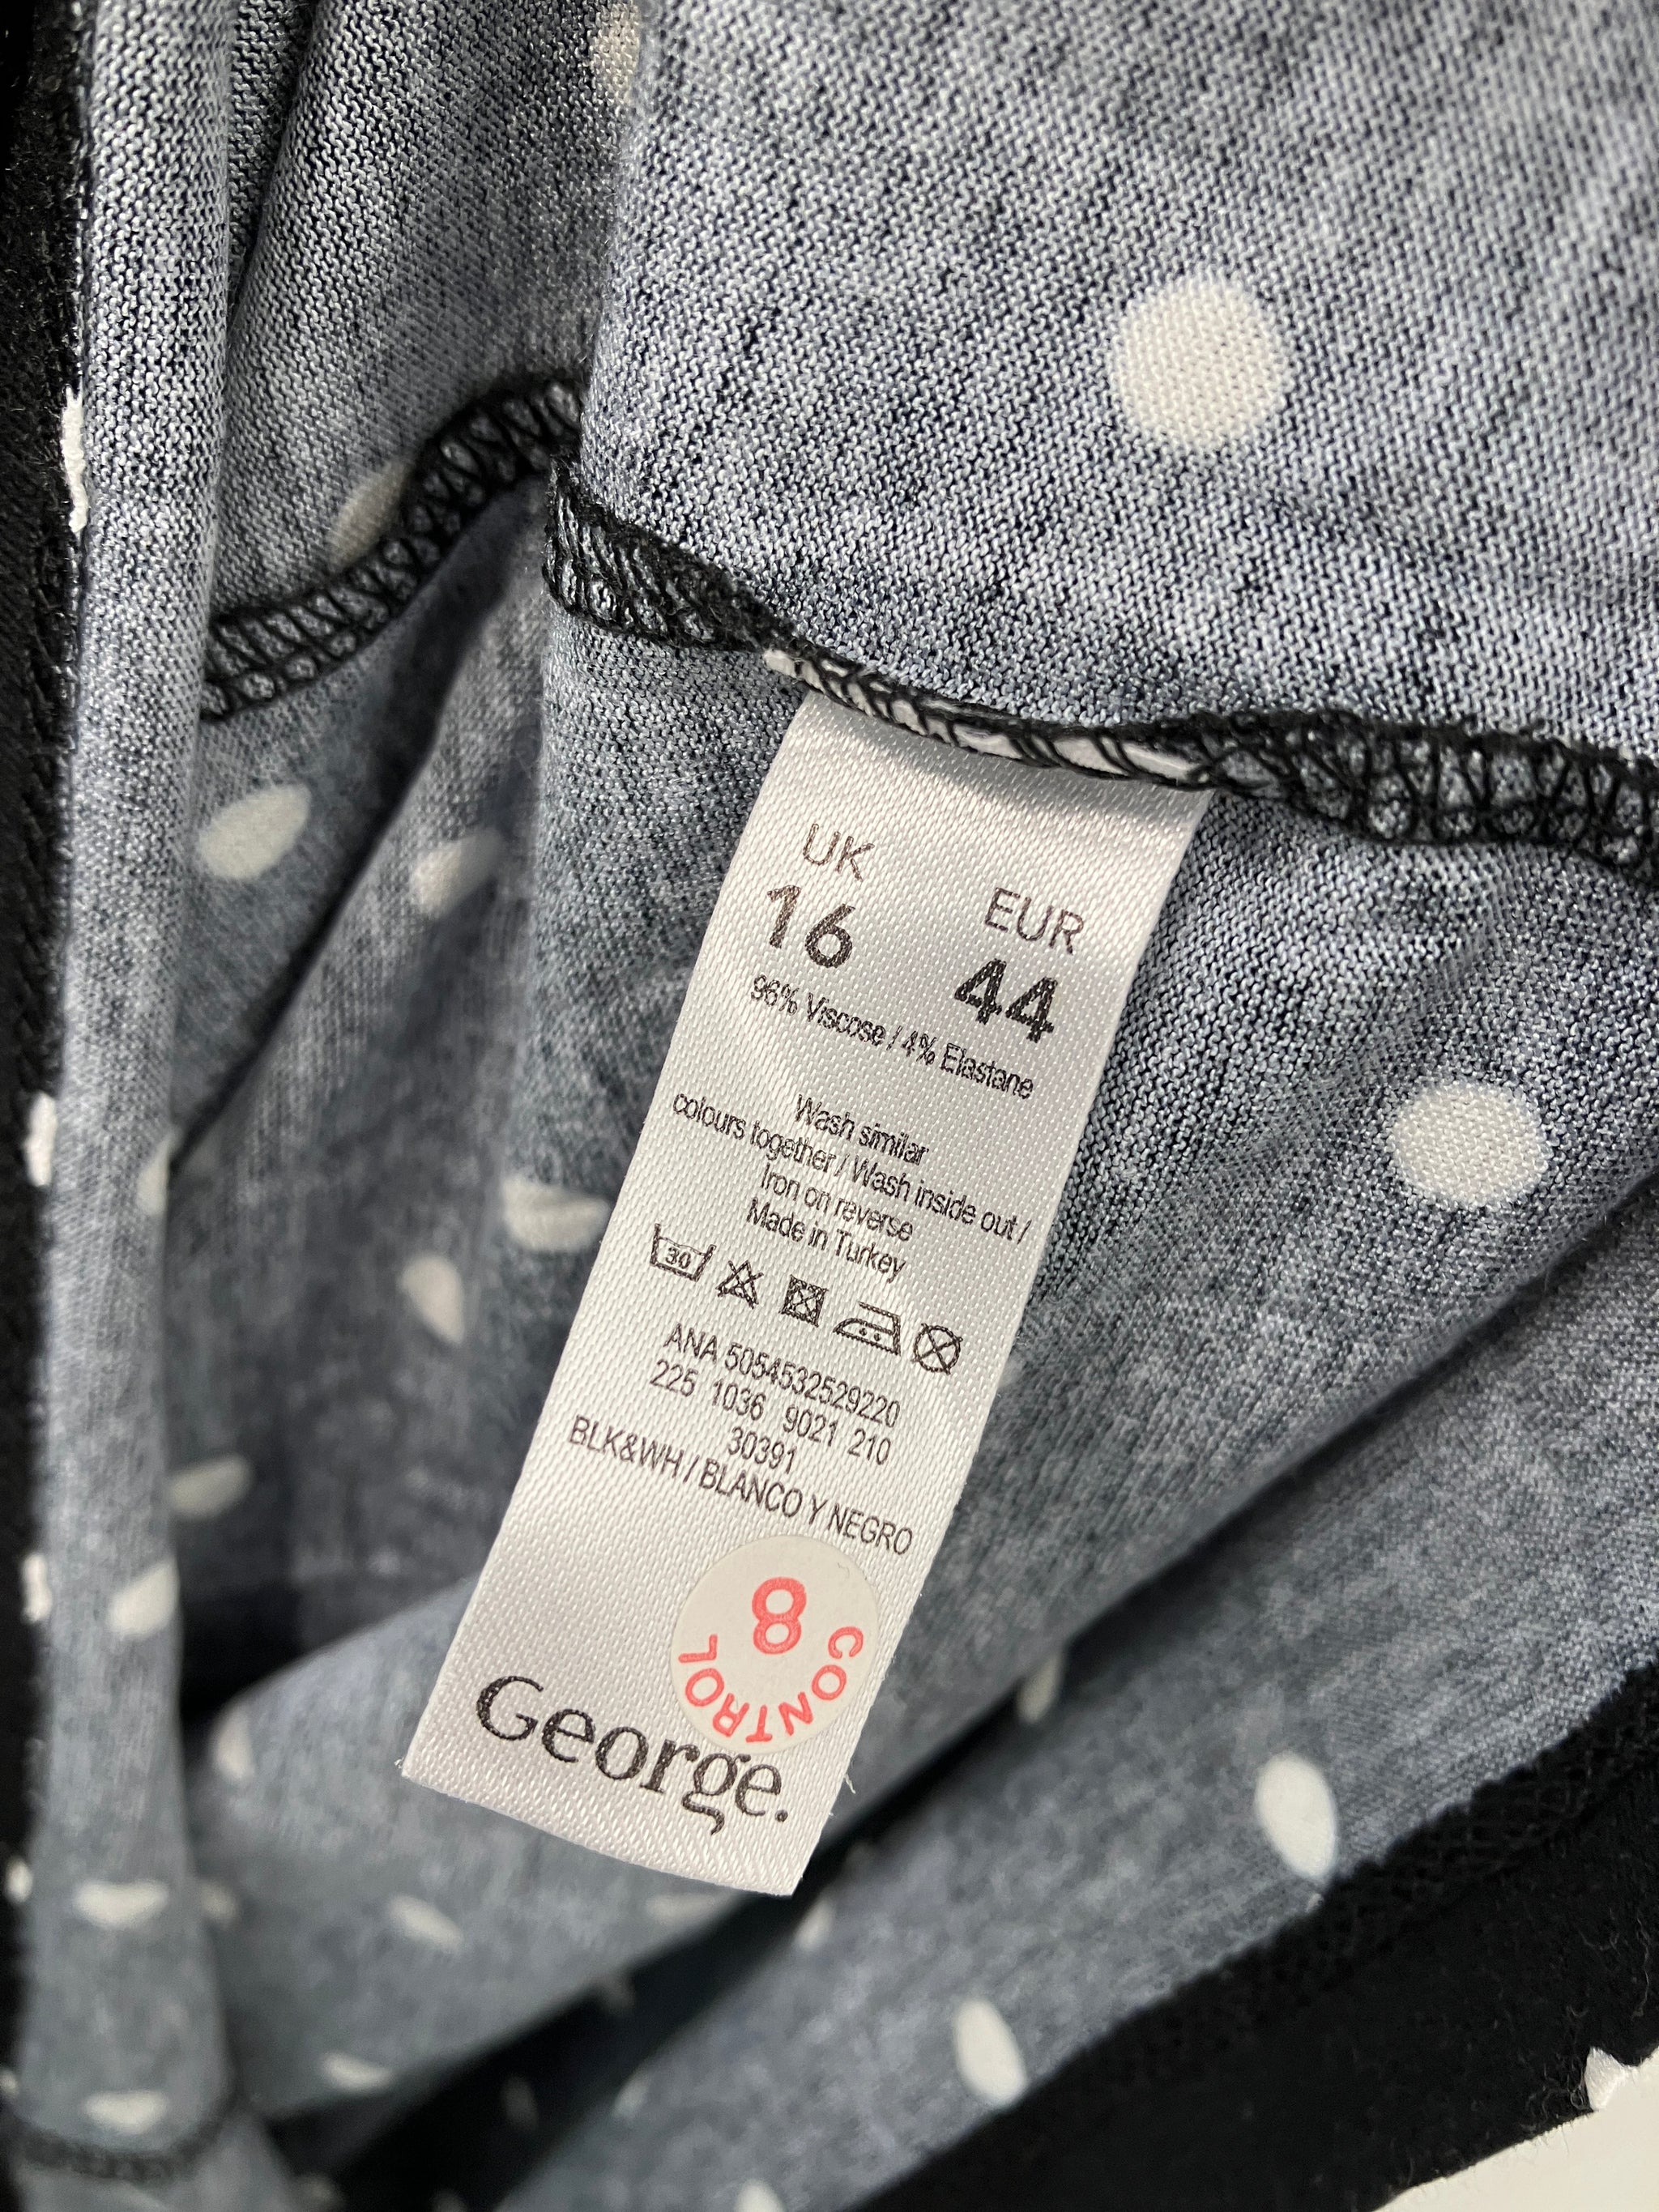 UK EUR
16 44
96% Viscose / 4% Elastane
Wash similar
colours together / Wash inside out /
Iron on reverse
Made in Turkey
30
ANA 5054532529220
225 1036 9021 210
30391
BLK&WH / BLANCO Y NEGRO
8
CONTROL
George.